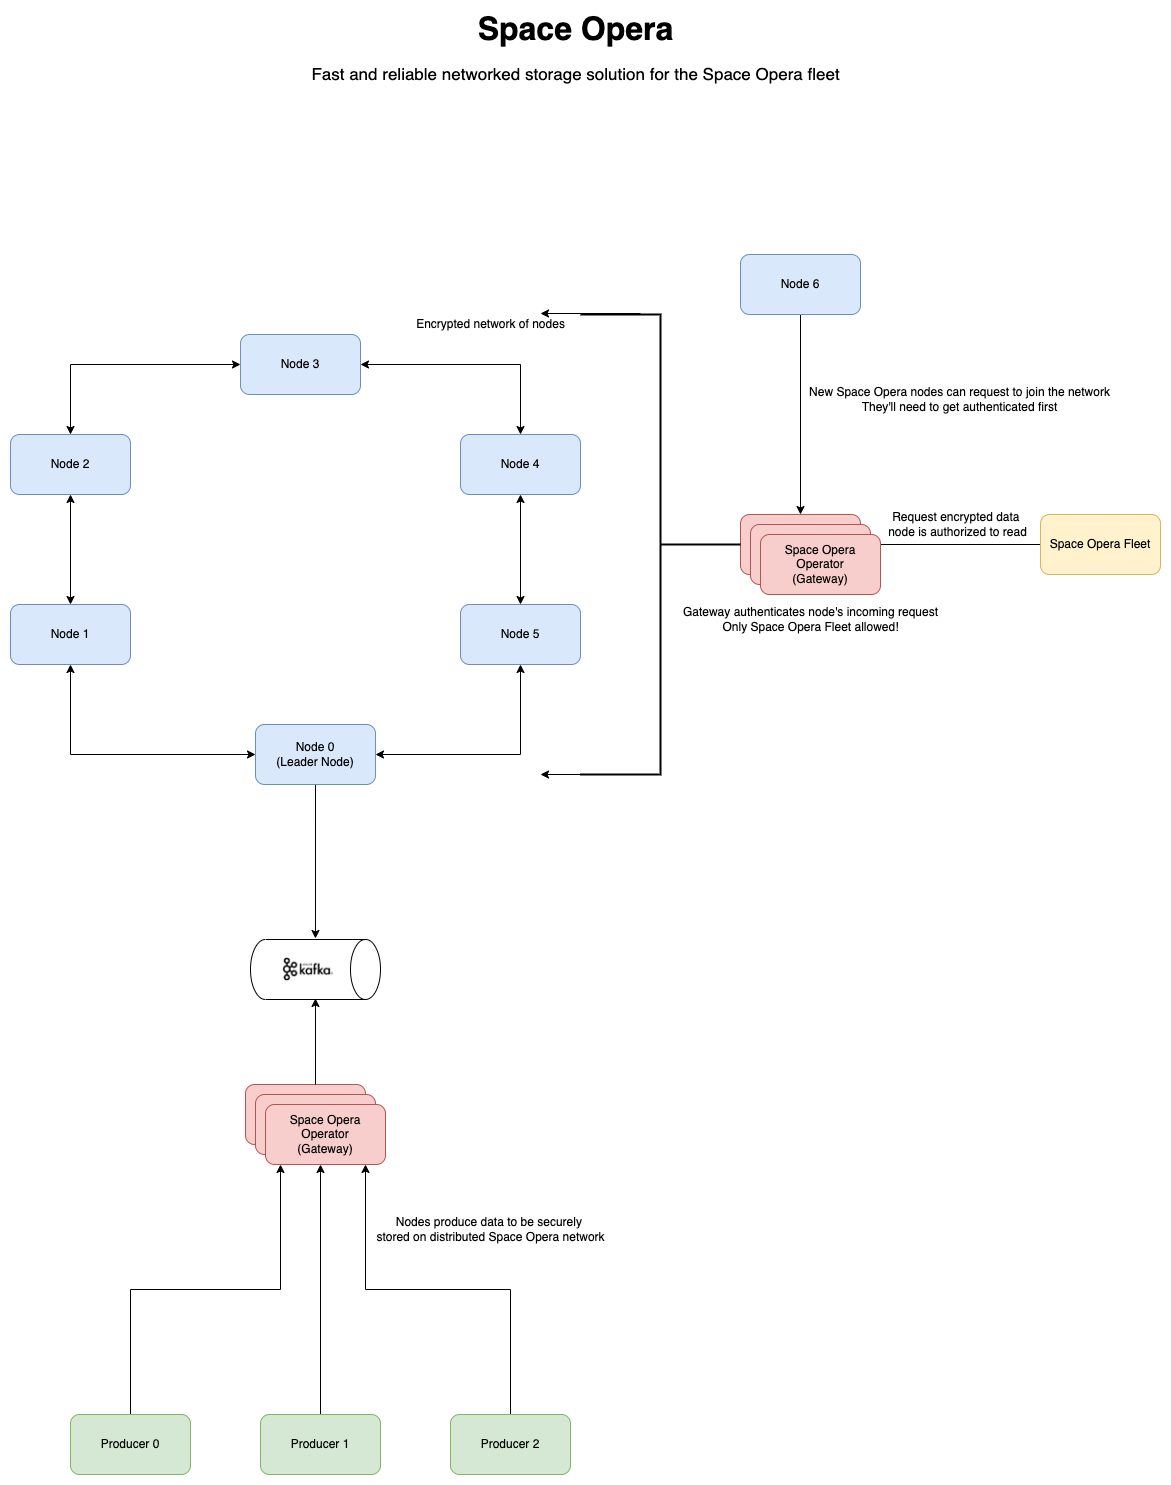 Space Opera
Fast and reliable networked storage solution for the Space Opera fleet
Node 6
Encrypted network of nodes
Node 3
New Space Opera nodes can request to join the network
They'll need to get authenticated first
Node 2
Node 4
Request encrypted data
node is authorized to read
Space Opera
Operator
(Gateway)
Space Opera Fleet
Gateway authenticates node's incoming request
Only Space Opera Fleet allowed!
Node 1
Node 5
Node 0
(Leader Node)
kafka
Space Opera
Operator
(Gateway)
Nodes produce data to be securely
stored on distributed Space Opera network
Producer 0
Producer 1
Producer 2